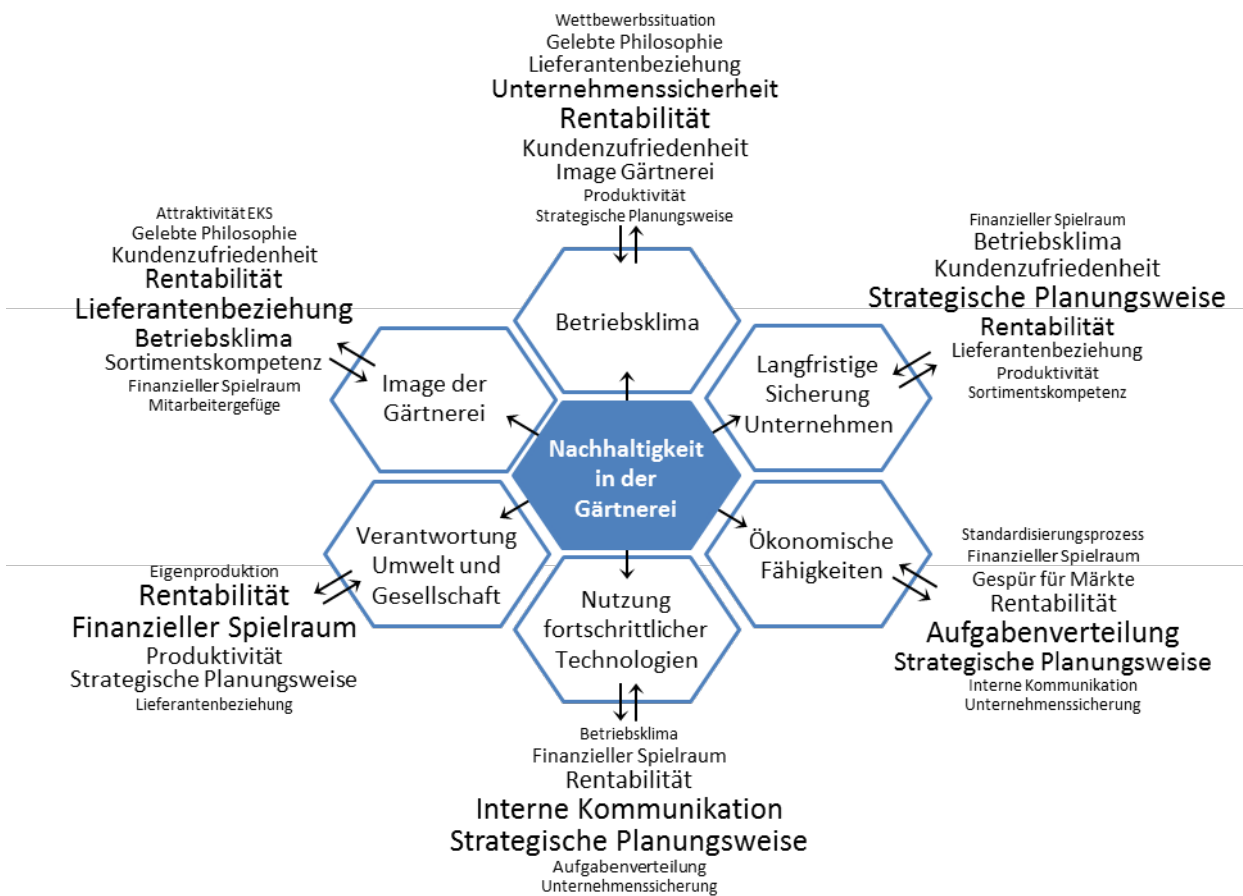 Wettbewerbssituation
Gelebte Philosophie
Lieferantenbeziehung
Unternehmenssicherheit
Rentabilität
Kundenzufriedenheit
Image Gärtnerei
Produktivität
Strategische Planungsweise
Attraktivität EKS
Gelebte Philosophie
Kundenzufriedenheit
Rentabilität
Lieferantenbeziehung
Betriebsklima
Sortimentskompetenz
Finanzieller Spielraum
Mitarbeitergefüge
Finanzieller Spielraum
Betriebsklima
Kundenzufriedenheit
Strategische Planungsweise
Rentabilität
Lieferantenbeziehung
Produktivität
Sortimentskompetenz
Betriebsklima
Image der
Gärtnerei
Langfristige
Sicherung
Unternehmen
Nachhaltigkeit
in der
Gärtnerei
Verantwortung
Umwelt und
Gesellschaft
Ökonomische
Fähigkeiten
Nutzung
fortschrittlicher
Technologien
Eigenproduktion
Rentabilität
Finanzieller Spielraum
Produktivität
Strategische Planungsweise
Lieferantenbeziehung
Standardisierungsprozess
Finanzieller Spielraum
Gespür für Märkte
Rentabilität
Aufgabenverteilung
Strategische Planungsweise
Interne Kommunikation
Unternehmenssicherung
Betriebsklima
Finanzieller Spielraum
Rentabilität
Interne Kommunikation
Strategische Planungsweise
Aufgabenverteilung
Unternehmenssicherung